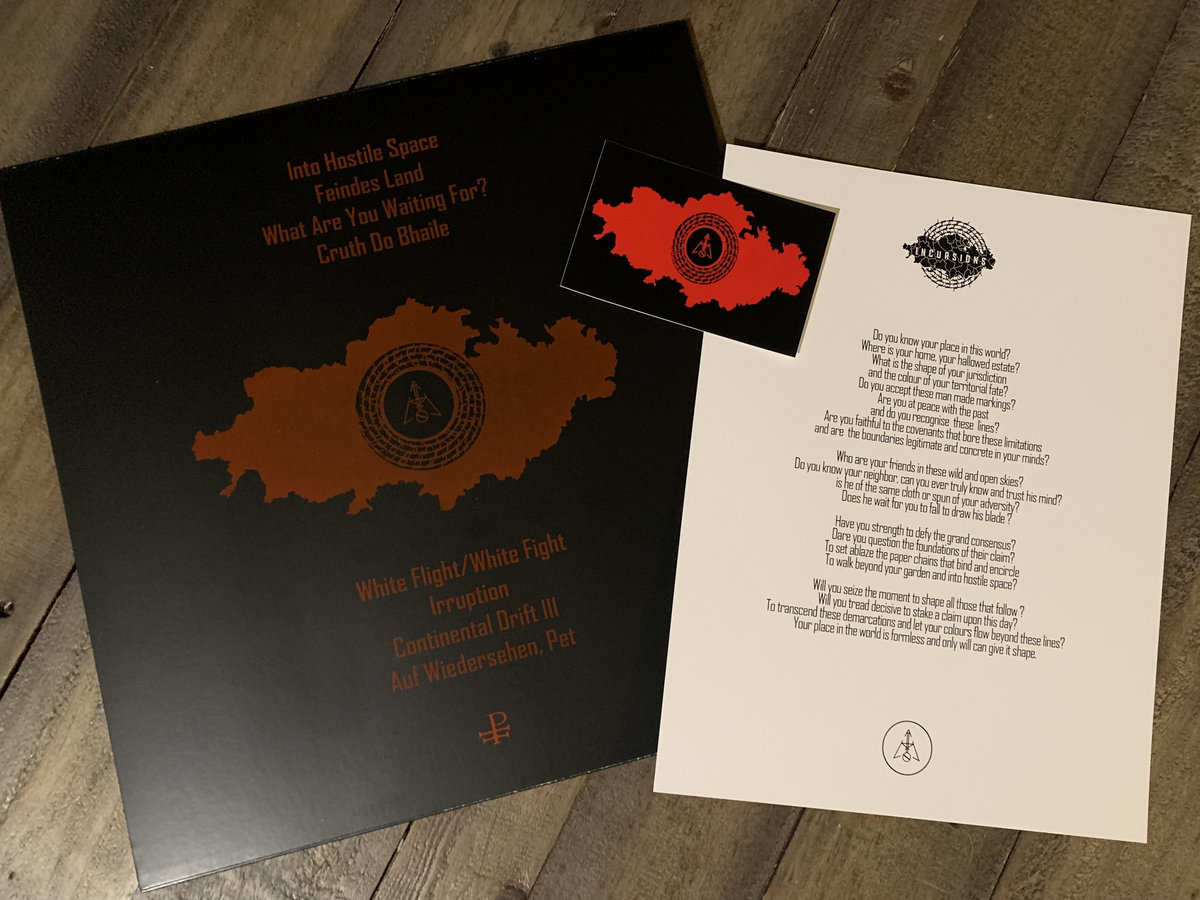 Into Hostile Space
Feindes Land
What Are You Waiting For?
Cruth Do Bhaile
White Flight/White Fight
Irruption
Continental Drift III
Auf Wiedersehen, Pet
INCURSIONS
Do you know your place in this world?
Where is your home, your hallowed estate?
What is the shape of your jurisdiction
and the colour of your territorial fate?
Do you accept these man made markings?
Are you at peace with the past
and do you recognise these lines?
Are you faithful to the covenants that bore these limitations
and are the boundaries legitimate and concrete in your minds?
Who are your friends in these wild and open skies?
Do you know your neighbor, can you ever truly know and trust his mind?
is he of the same cloth or spun of your adversity?
Does he wait for you to fall to draw his blade ?
Have you strength to defy the grand consensus?
Dare you question the foundations of their claim?
To set ablaze the paper chains that bind and encircle
To walk beyond your garden and into hostile space?
Will you seize the moment to shape all those that follow ?
Will you tread decisive to stake a claim upon this day?
To transcend these demarcations and let your colours flow beyond these lines?
Your place in the world is formless and only will can give it shape.